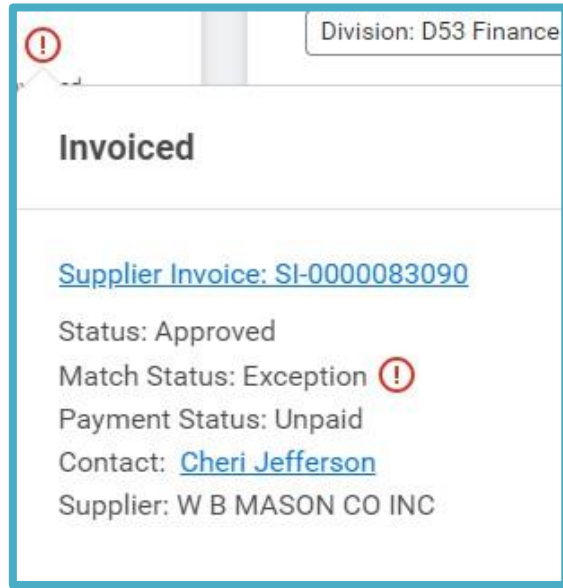 Division: D53 Finance
Invoiced
Supplier Invoice: SI-0000083090
Status: Approved
Match Status: Exception
Payment Status: Unpaid
Contact: Cheri Jefferson
Supplier: W B MASON CO INC